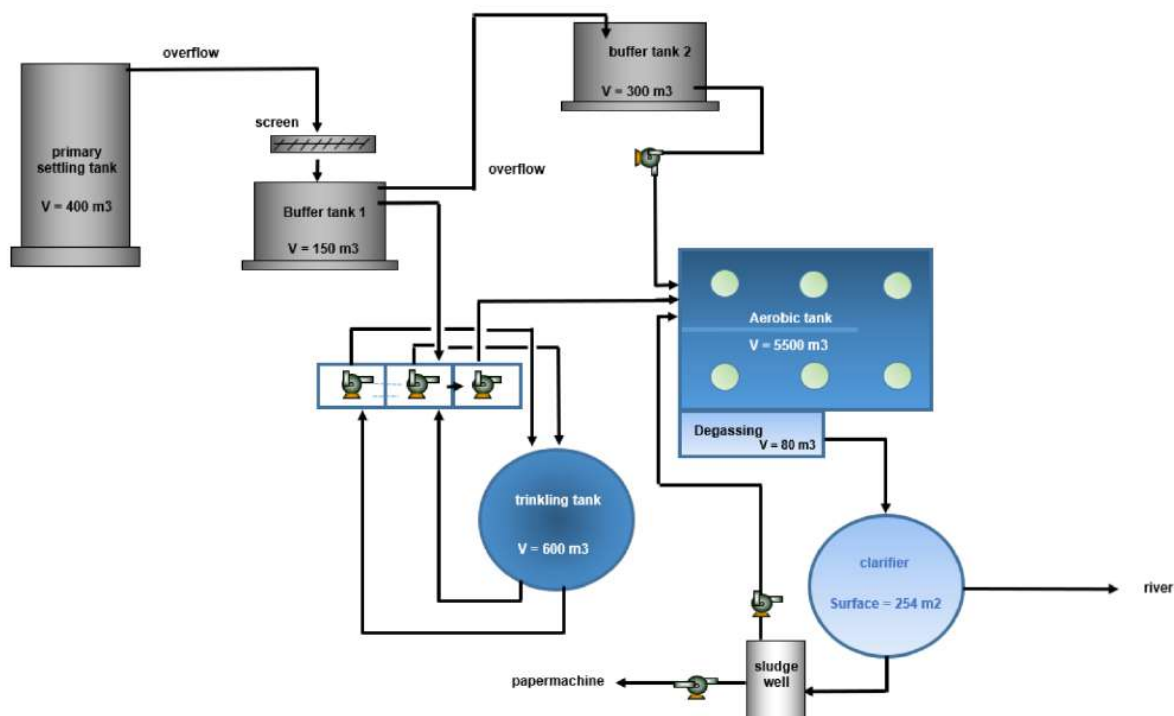 overflow
buffer tank 2
V = 300 m3
screen
primary
settling tank
V = 400 m3
overflow
Buffer tank 1
V = 150 m3
Aerobic tank
V = 5500 m3
Degassing
V = 80 m3
trinkling tank
V = 600 m3
clarifier
Surface = 254 m2
river
sludge
well
papermachine